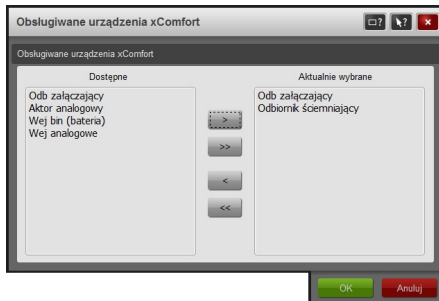 Obsługiwane urządzenia xComfort
Obsługiwane urządzenia xComfort
Dostępne
Odb załączający
Aktor analogowy
Wej bin (bateria)
Wej analogowe
>
>>
<
<<
Aktualnie wybrane
Odb załączający
Odbiornik ściemniający
OK
Anuluj